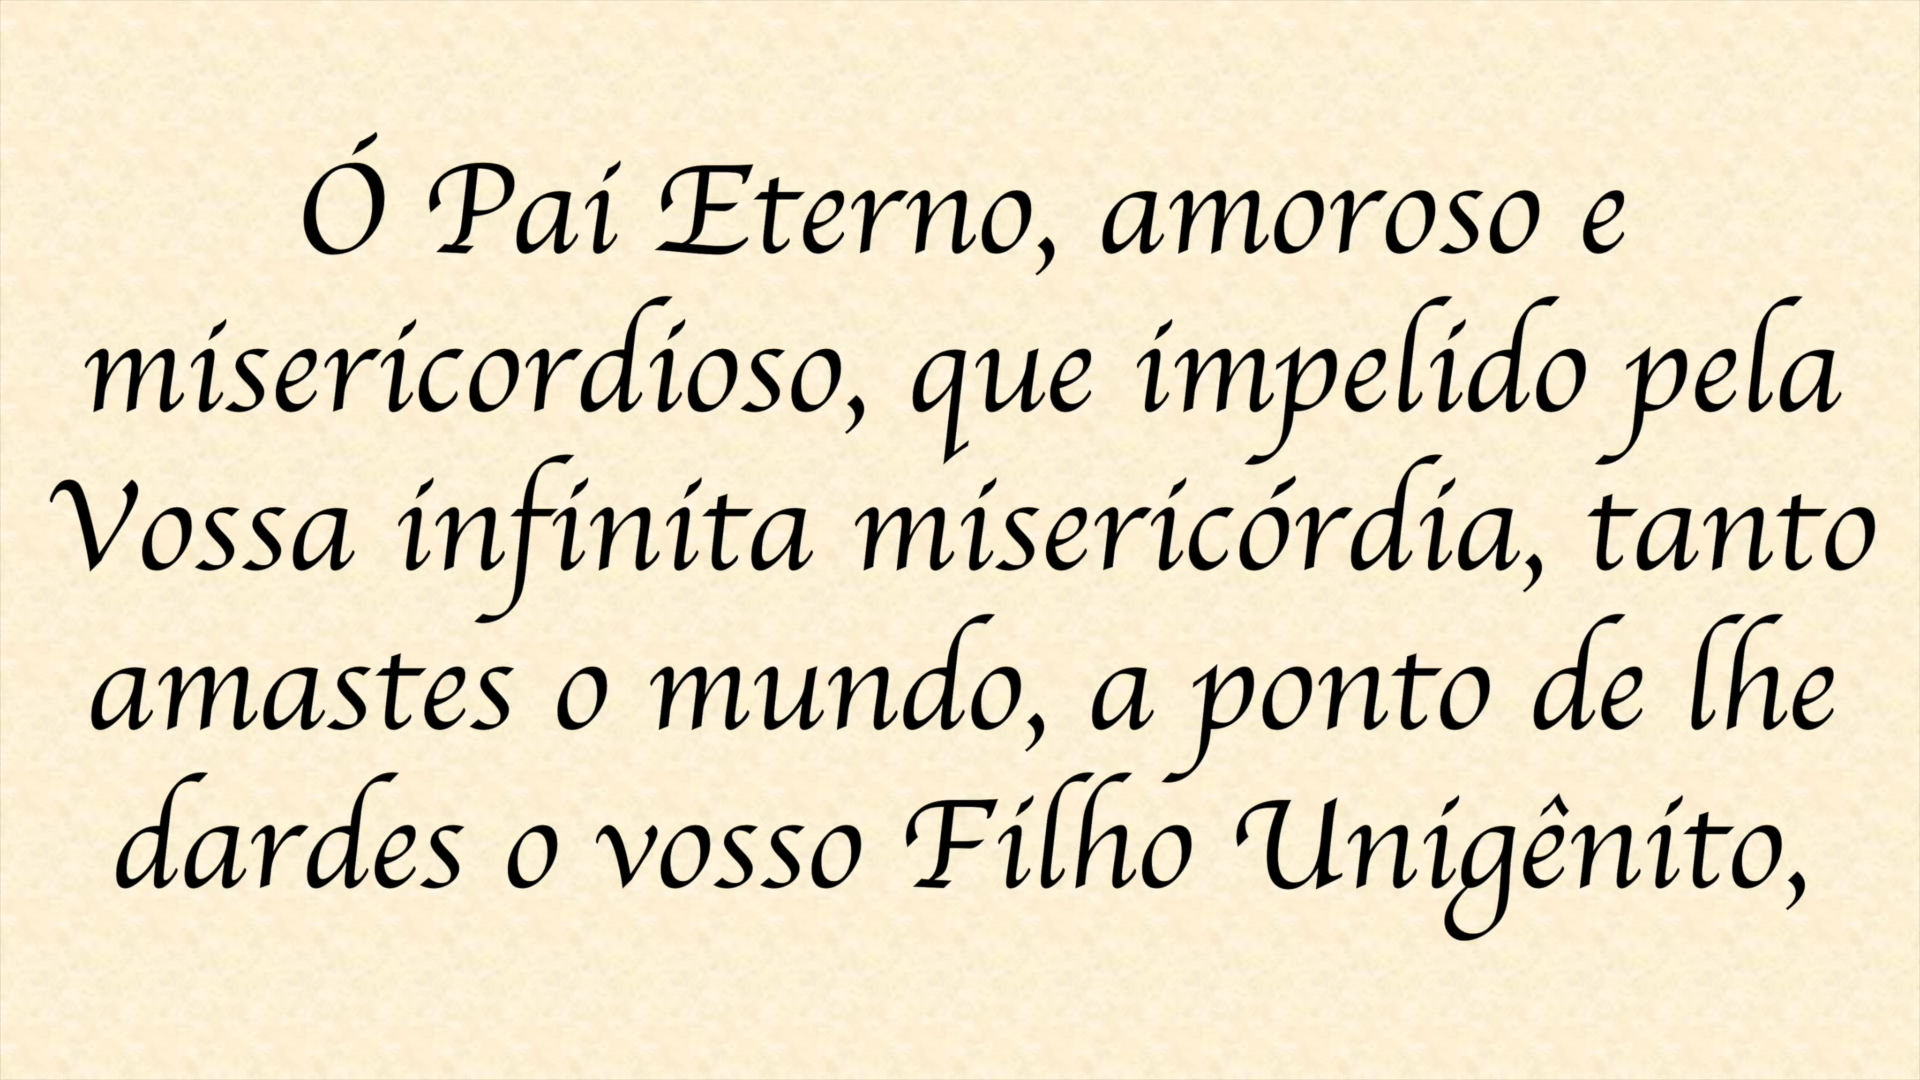 Ó Pai Eterno, amoroso e
misericordioso, que impelido pela
Vossa infinita misericórdia, tanto
amastes o mundo, a ponto de lhe
dardes o vosso Filho Unigênito,